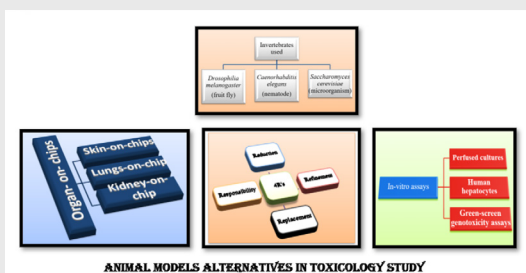 Invertebrates
used
Drosophilia
melanogaster
(fruit fly)
Caenorhabditis
elegans
(nematode)
Saccharomyces
cerevisiae
(microorganism)
Organ- on- chips
Skin-on-chips
Lungs-on-chip
Kidney-on-
chip
Reduction
Responsibility
4R's
Refinement
Replacement
In-vitro assays
Perfused cultures
Human
hepatocytes
Green-screen
genotoxicity assays
ANIMAL MODELS ALTERNATIVES IN TOXICOLOGY STUDY